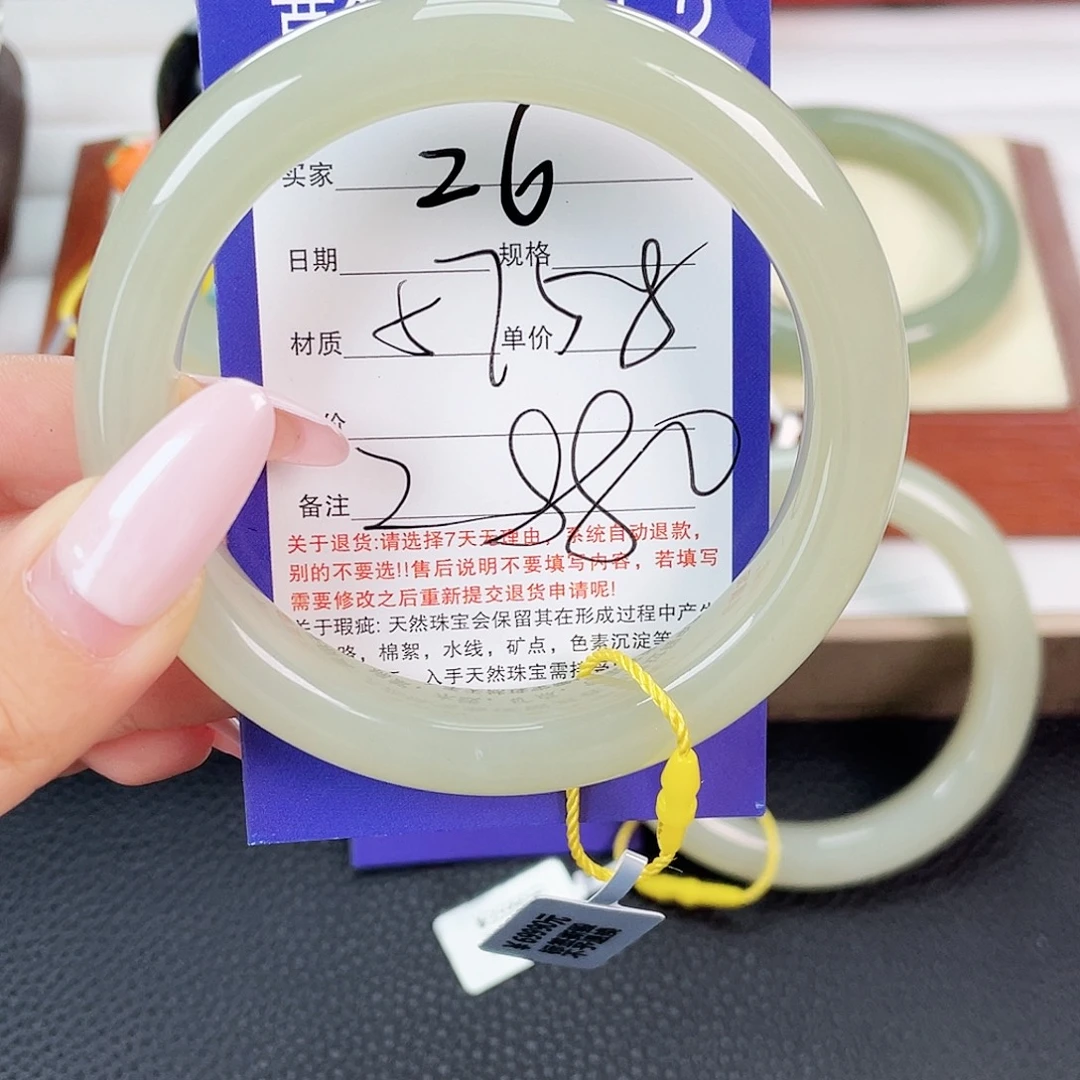 买家 26
日期 规格
材质 5758 单价
价
备注 2880
关于退货:请选择7天无理由，系统自动退款，
别的不要选!!售后说明不要填写内容，若填写
需要修改之后重新提交退货申请呢!
关于瑕疵: 天然珠宝会保留其在形成过程中产生
，棉絮，水线，矿点，色素沉淀等
，入手天然珠宝需接受